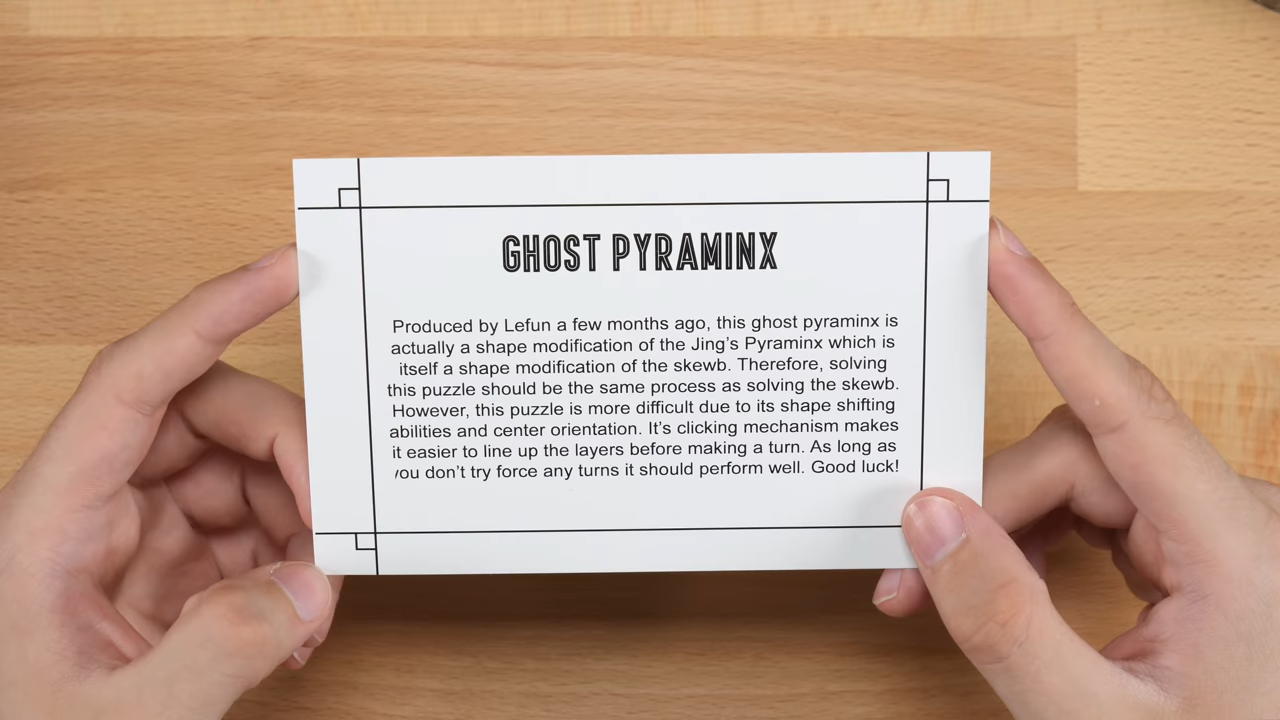 GHOST PYRAMINX
Produced by Lefun a few months ago, this ghost pyraminx is
actually a shape modification of the Jing's Pyraminx which is
itself a shape modification of the skewb. Therefore, solving
this puzzle should be the same process as solving the skewb.
However, this puzzle is more difficult due to its shape shifting
abilities and center orientation. It's clicking mechanism makes
it easier to line up the layers before making a turn. As long as
you don't try force any turns it should perform well. Good luck!